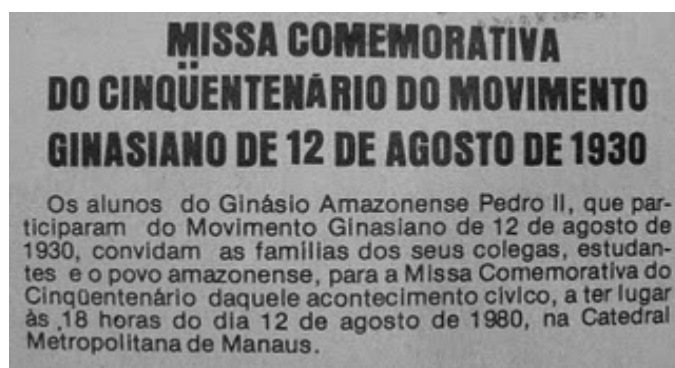 MISSA COMEMORATIVA
DO CINQÜENTENÁRIO DO MOVIMENTO
GINASIANO DE 12 DE AGOSTO DE 1930
Os alunos do Ginásio Amazonense Pedro II, que par-
ticiparam do Movimento Ginasiano de 12 de agosto de
1930, convidam as famílias dos seus colegas, estudan-
tes e o povo amazonense, para a Missa Comemorativa do
Cinqüentenário daquele acontecimento cívico, a ter lugar
às 18 horas do dia 12 de agosto de 1980, na Catedral
Metropolitana de Manaus.